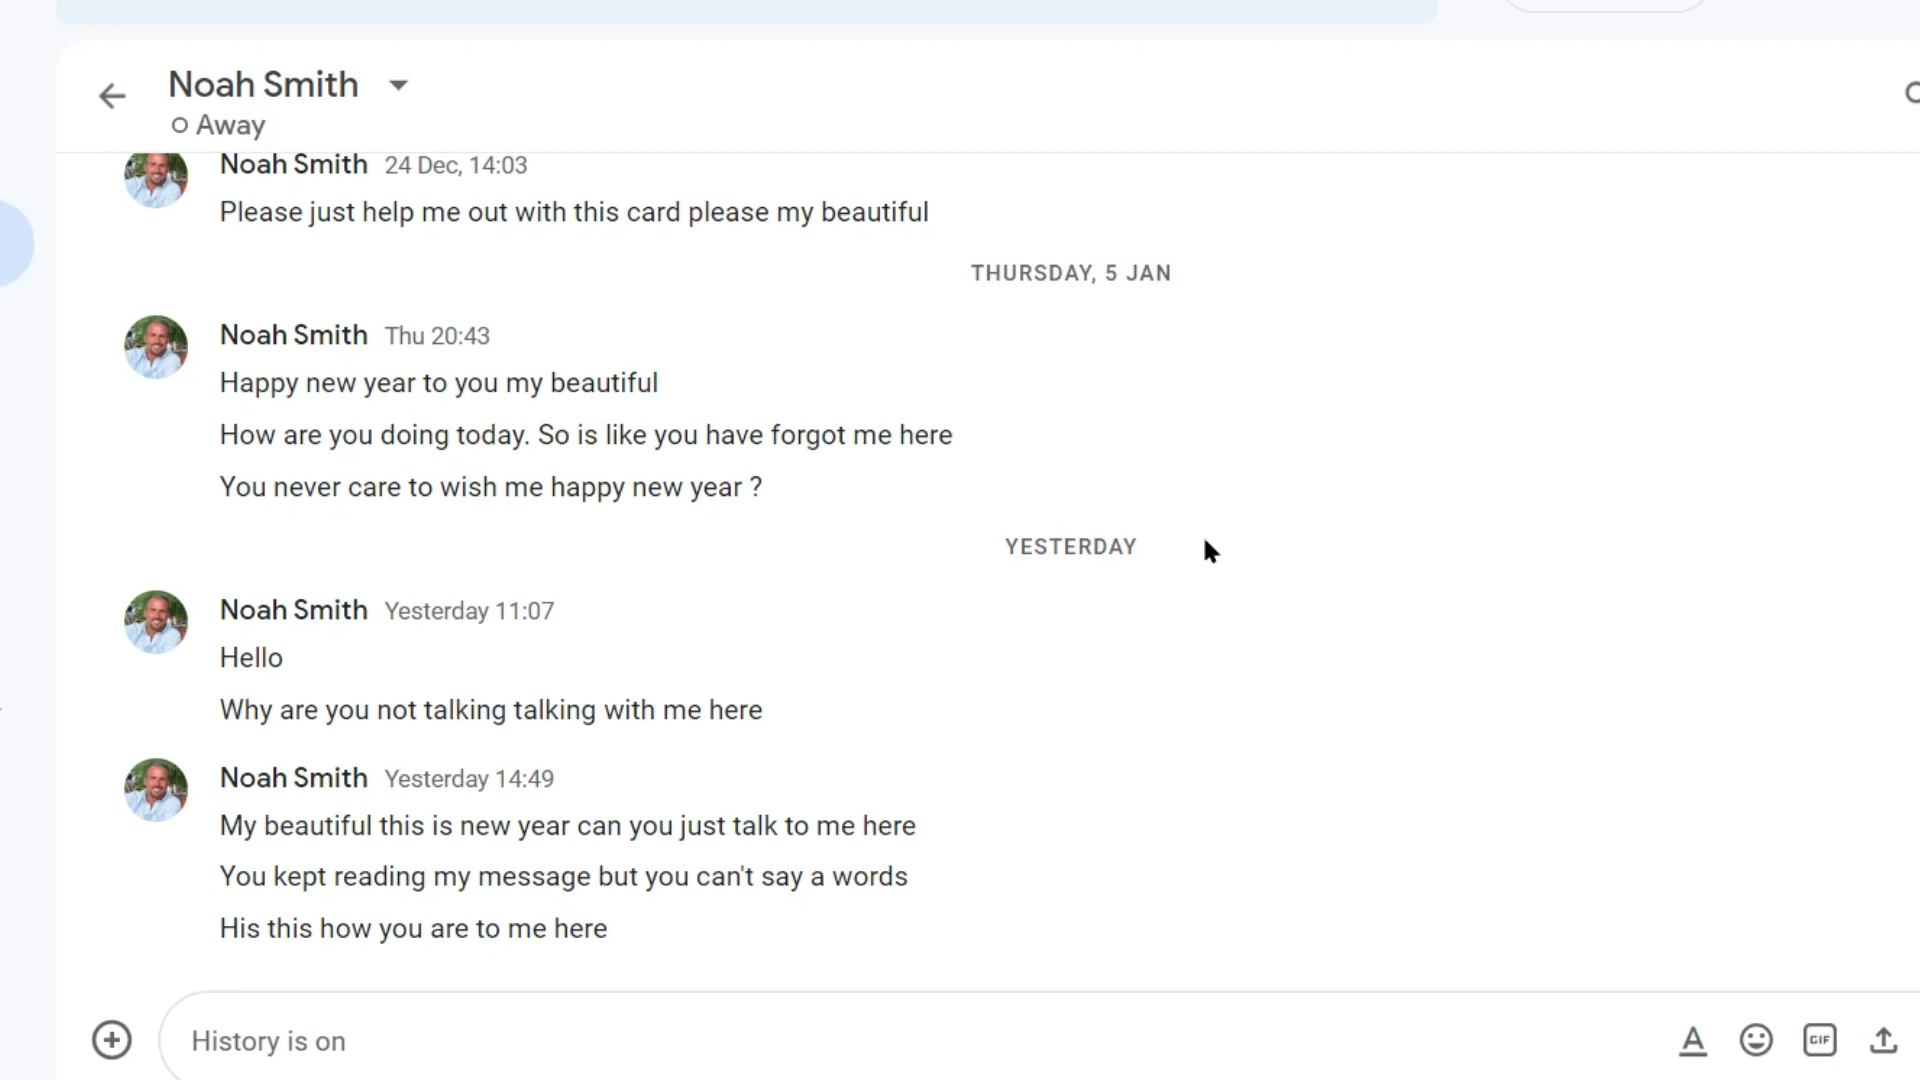 Noah Smith
Away
Noah Smith 24 Dec, 14:03
Please just help me out with this card please my beautiful
THURSDAY, 5 JAN
Noah Smith Thu 20:43
Happy new year to you my beautiful
How are you doing today. So is like you have forgot me here
You never care to wish me happy new year ?
YESTERDAY
Noah Smith Yesterday 11:07
Hello
Why are you not talking talking with me here
Noah Smith Yesterday 14:49
My beautiful this is new year can you just talk to me here
You kept reading my message but you can't say a words
His this how you are to me here
History is on
A
GIF